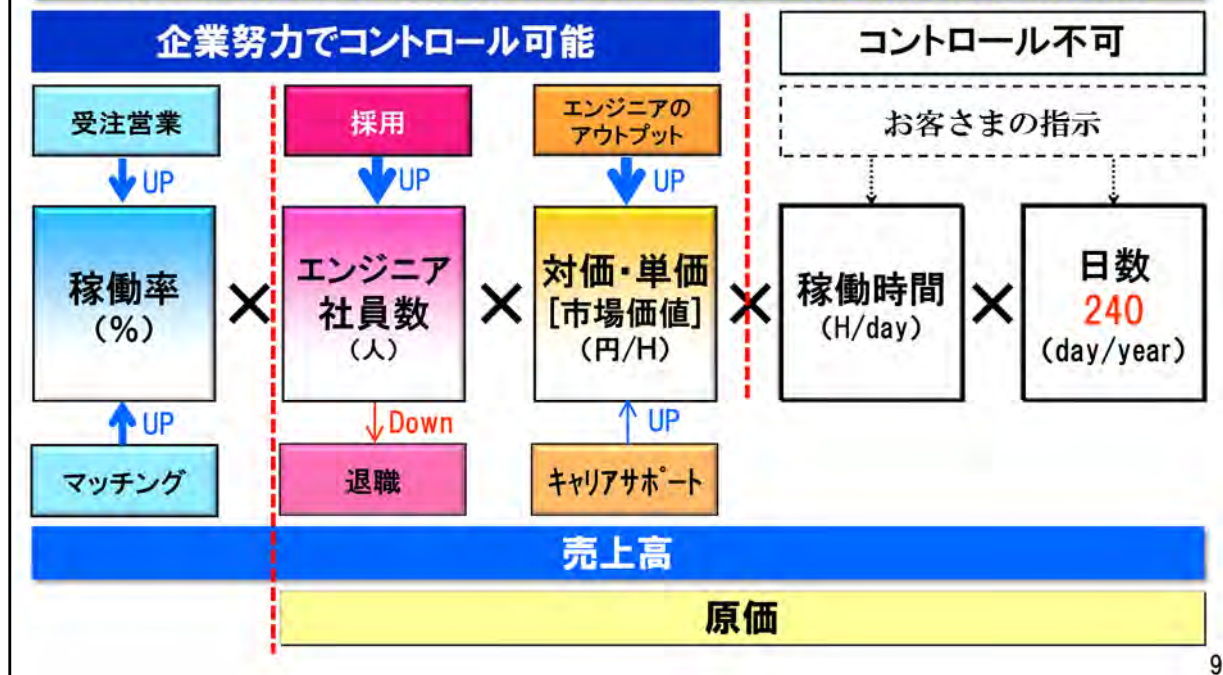 企業努力でコントロール可能
コントロール不可
受注営業
採用
エンジニアの
アウトプット
お客さまの指示
UP
UP
UP
稼働率
(%)
×
エンジニア
社員数
(人)
×
対価・単価
[市場価値]
(円/H)
×
稼働時間
(H/day)
×
日数
240
(day/year)
UP
Down
UP
マッチング
退職
キャリアサポート
売上高
原価
9